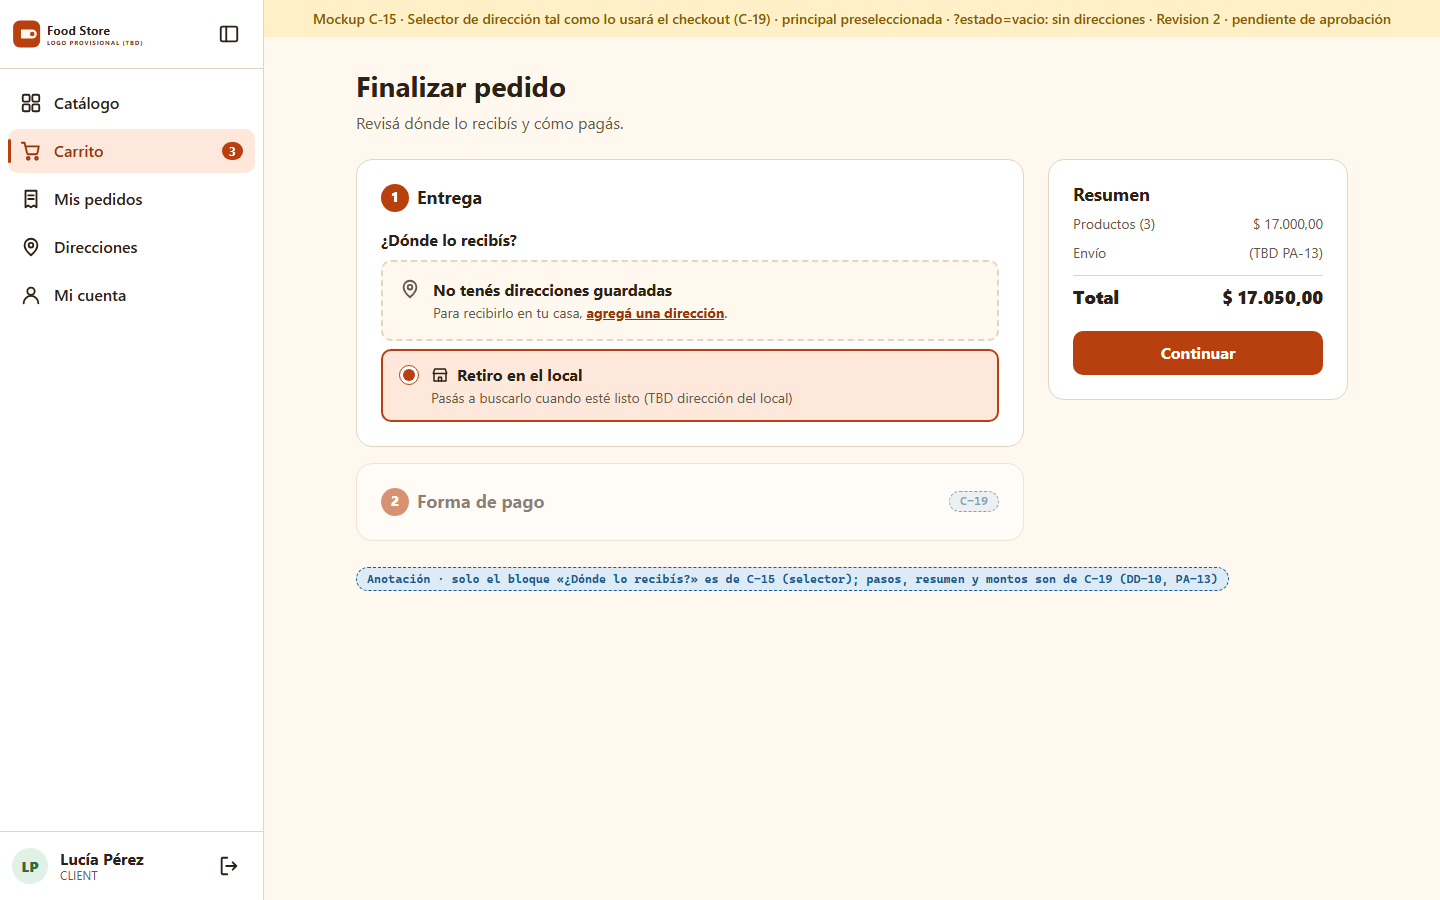 Mockup C-15 · Selector de dirección tal como lo usará el checkout (C-19) · principal preseleccionada · ?estado=vacio: sin direcciones · Revision 2 · pendiente de aprobación
Food Store
LOGO PROVISIONAL (TBD)
Catálogo
Carrito 3
Mis pedidos
Direcciones
Mi cuenta
Lucía Pérez
LP
CLIENT
Finalizar pedido
Revisá dónde lo recibís y cómo pagás.
1 Entrega
¿Dónde lo recibís?
No tenés direcciones guardadas
Para recibirlo en tu casa, agregá una dirección.
Retiro en el local
Pasás a buscarlo cuando esté listo (TBD dirección del local)
2 Forma de pago C-19
Anotación · solo el bloque «¿Dónde lo recibís?» es de C-15 (selector); pasos, resumen y montos son de C-19 (DD-10, PA-13)
Resumen
Productos (3) $ 17.000,00
Envío (TBD PA-13)
Total $ 17.050,00
Continuar